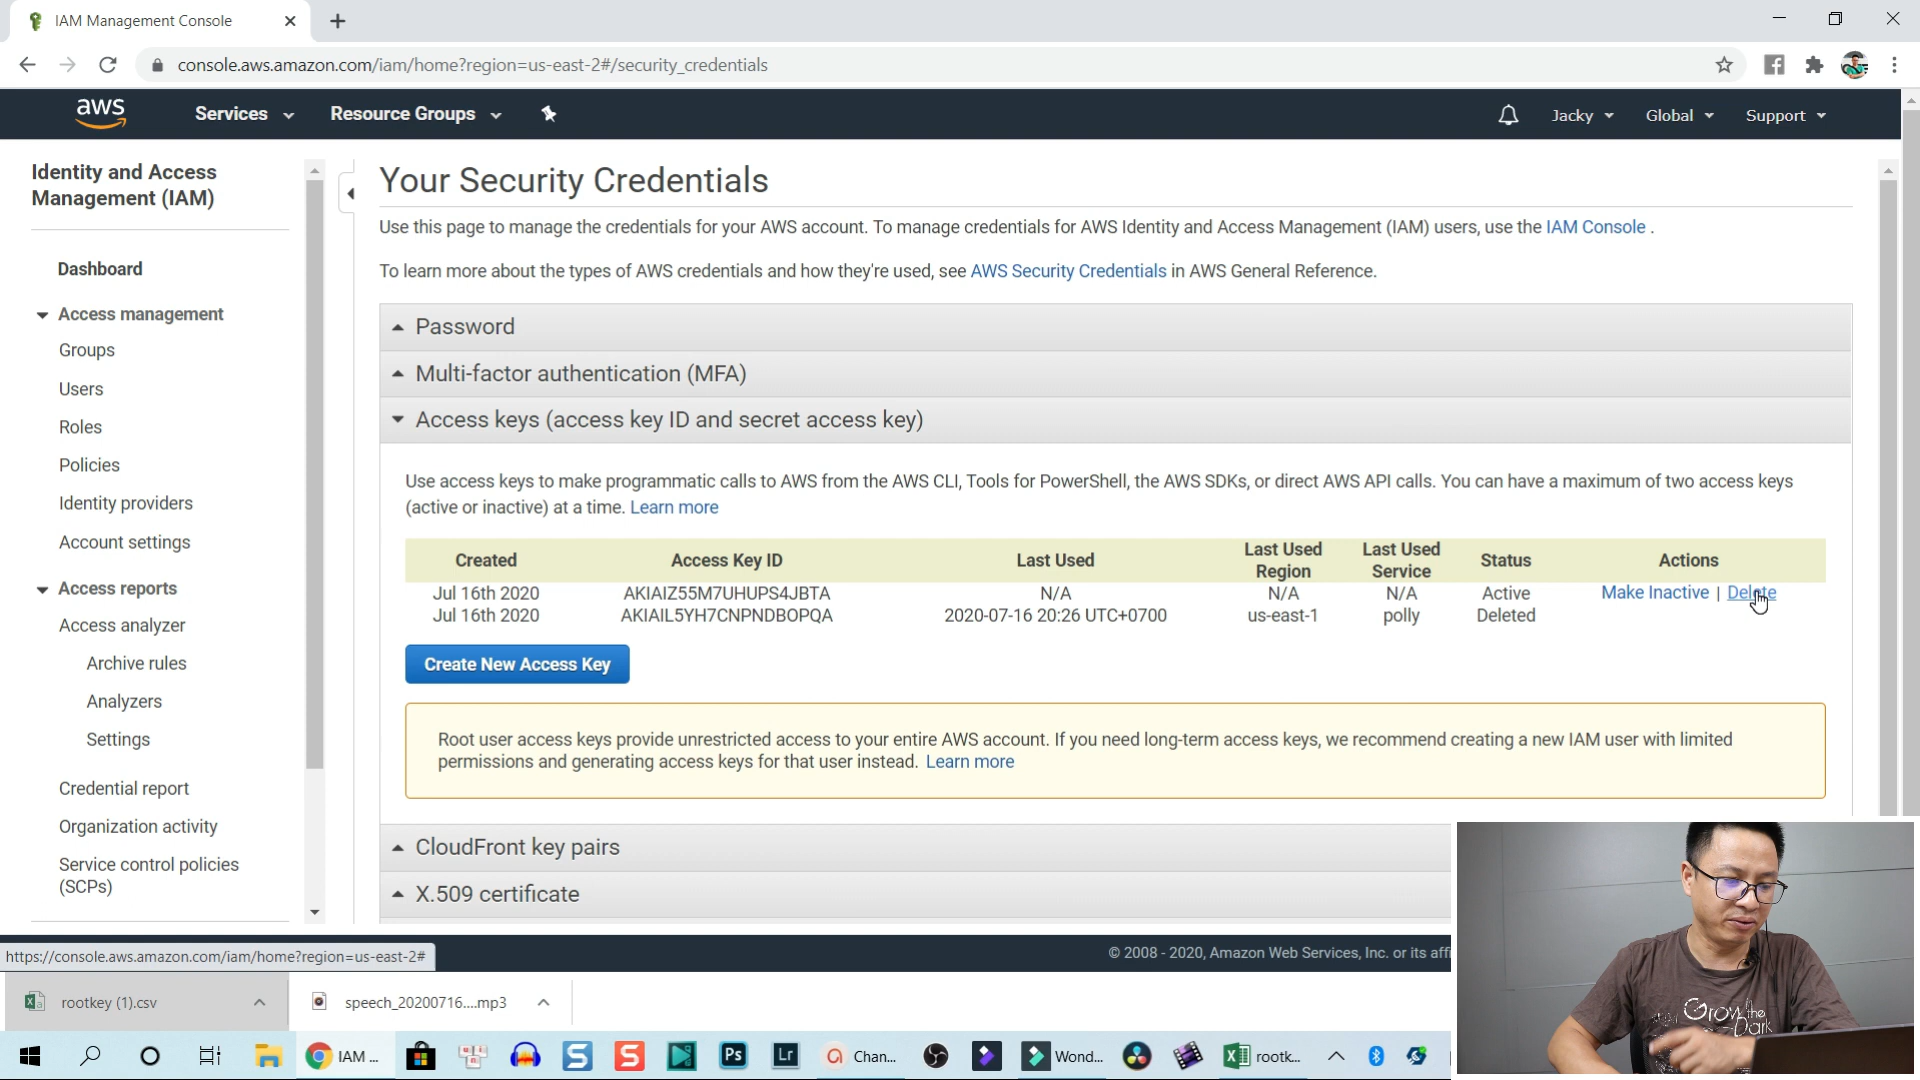 IAM Management Console
console.aws.amazon.com/iam/home?region=us-east-2#/security_credentials
aws
Services
Resource Groups
Jacky
Global
Support
Identity and Access
Management (IAM)
Dashboard
Access management
Groups
Users
Roles
Policies
Identity providers
Account settings
Access reports
Access analyzer
Archive rules
Analyzers
Settings
Credential report
Organization activity
Service control policies
(SCPs)
Your Security Credentials
Use this page to manage the credentials for your AWS account. To manage credentials for AWS Identity and Access Management (IAM) users, use the IAM Console .
To learn more about the types of AWS credentials and how they're used, see AWS Security Credentials in AWS General Reference.
Password
Multi-factor authentication (MFA)
Access keys (access key ID and secret access key)
Use access keys to make programmatic calls to AWS from the AWS CLI, Tools for PowerShell, the AWS SDKs, or direct AWS API calls. You can have a maximum of two access keys
(active or inactive) at a time. Learn more
Created Access Key ID Last Used Last Used Region Last Used Service Status Actions
Jul 16th 2020 AKIAIZ55M7UHUPS4JBTA N/A N/A N/A Active Make Inactive | Delete
Jul 16th 2020 AKIAIL5YH7CNPNDBOPQA 2020-07-16 20:26 UTC+0700 us-east-1 polly Deleted
Create New Access Key
Root user access keys provide unrestricted access to your entire AWS account. If you need long-term access keys, we recommend creating a new IAM user with limited
permissions and generating access keys for that user instead. Learn more
CloudFront key pairs
X.509 certificate
https://console.aws.amazon.com/iam/home?region=us-east-2#
© 2008 - 2020, Amazon Web Services, Inc. or its affi
rootkey (1).csv
speech_20200716....mp3
IAM ...
S
S
Ps
Lr
Chan...
Wond...
rootk...
Grow the
Dark